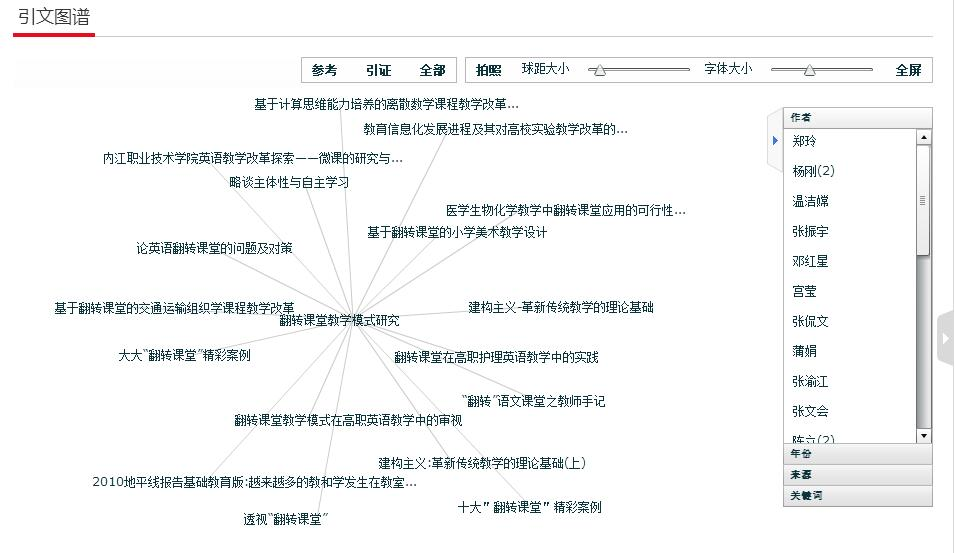 引文图谱
参考 引证 全部 拍照 球距大小 字体大小 全屏
基于计算思维能力培养的离散数学课程教学改革...
教育信息化发展进程及其对高校实验教学改革的...
内江职业技术学院英语教学改革探索——微课的研究与...
略谈主体性与自主学习
医学生物化学教学中翻转课堂应用的可行性...
基于翻转课堂的小学美术教学设计
论英语翻转课堂的问题及对策
基于翻转课堂的交通运输组织学课程教学改革
建构主义-革新传统教学的理论基础
翻转课堂教学模式研究
大大“翻转课堂”精彩案例
翻转课堂在高职护理英语教学中的实践
“翻转”语文课堂之教师手记
翻转课堂教学模式在高职英语教学中的审视
建构主义:革新传统教学的理论基础(上)
2010地平线报告基础教育版:越来越多的教和学发生在教室...
十大”翻转课堂”精彩案例
透视“翻转课堂”
作者
郑玲
杨刚(2)
温洁嫦
张振宇
邓红星
宫莹
张侃文
蒲娟
张渝江
张文会
陈立(2)
年份
来源
关键词